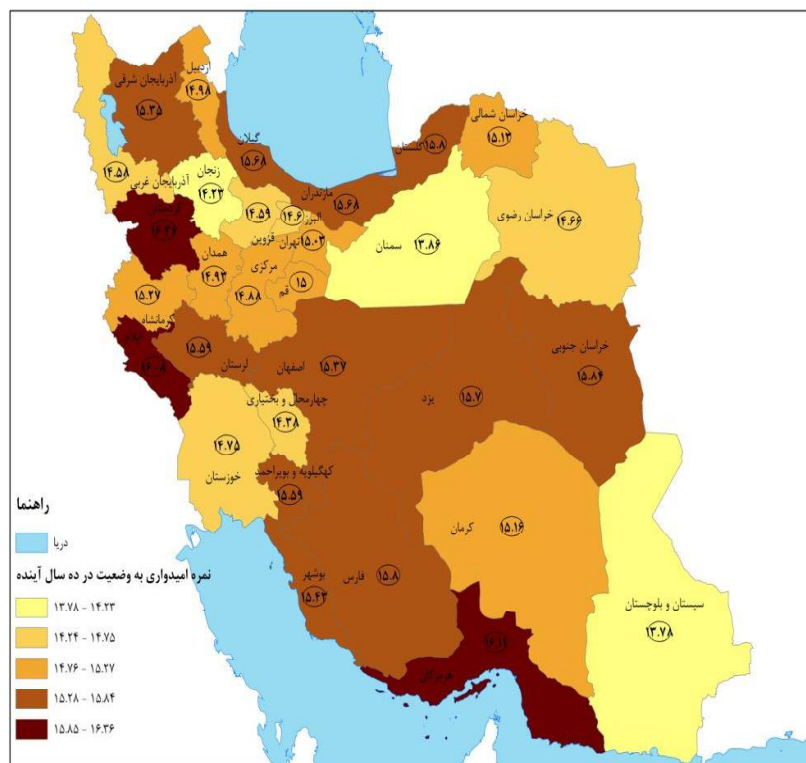 اردبیل
۱۴.۹۸
آذربایجان شرقی
۱۵.۳۵
خراسان شمالی
۱۵.۱۳
گیلان
۱۵.۶۸
گلستان
۱۵.۸
۱۴.۵۸
آذربایجان غربی
زنجان
۱۴.۲۳
مازندران
۱۵.۶۸
خراسان رضوی
۱۴.۶۶
کردستان
۱۴.۵۹
قزوین
۱۴.۶
البرز
تهران
۱۵.۰۳
سمنان
۱۳.۸۶
همدان
۱۴.۹۳
مرکزی
۱۴.۸۸
قم
۱۵
۱۵.۲۷
کرمانشاه
ایلام
۱۶.۰۸
۱۵.۵۹
لرستان
اصفهان
۱۵.۳۷
یزد
۱۵.۷
خراسان جنوبی
۱۵.۸۴
چهارمحال و بختیاری
۱۴.۳۸
۱۴.۷۵
خوزستان
کهگیلویه و بویراحمد
۱۵.۵۹
کرمان
۱۵.۱۶
بوشهر
۱۵.۴۳
فارس
۱۵.۸
سیستان و بلوچستان
۱۳.۷۸
هرمزگان
راهنما
دریا
نمره امیدواری به وضعیت در ده سال آینده
۱۳.۷۸ - ۱۴.۲۳
۱۴.۲۴ - ۱۴.۷۵
۱۴.۷۶ - ۱۵.۲۷
۱۵.۲۸ - ۱۵.۸۴
۱۵.۸۵ - ۱۶.۳۶